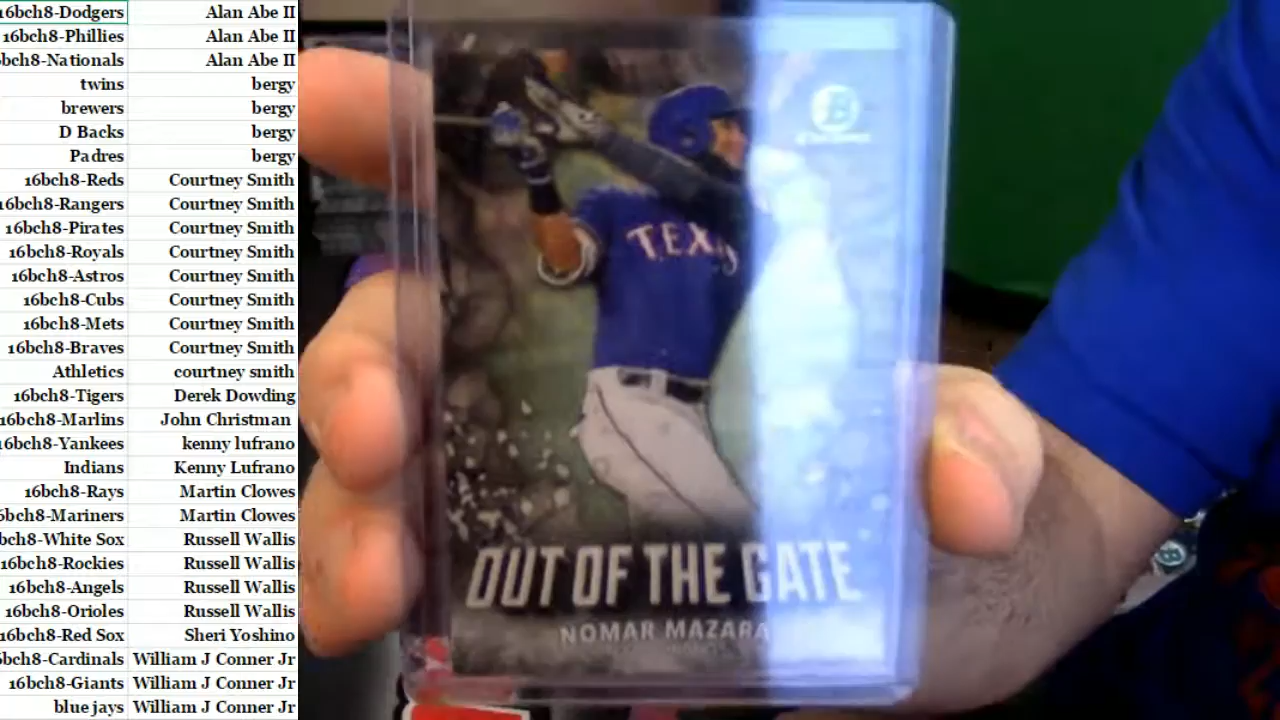 16bch8-Dodgers Alan Abe II
16bch8-Phillies Alan Abe II
bch8-Nationals Alan Abe II
twins bergy
brewers bergy
D Backs bergy
Padres bergy
16bch8-Reds Courtney Smith
16bch8-Rangers Courtney Smith
16bch8-Pirates Courtney Smith
16bch8-Royals Courtney Smith
16bch8-Astros Courtney Smith
16bch8-Cubs Courtney Smith
16bch8-Mets Courtney Smith
16bch8-Braves Courtney Smith
Athletics courtney smith
16bch8-Tigers Derek Dowding
16bch8-Marlins John Christman
16bch8-Yankees kenny lufrano
Indians Kenny Lufrano
16bch8-Rays Martin Clowes
6bch8-Mariners Martin Clowes
bch8-White Sox Russell Wallis
16bch8-Rockies Russell Wallis
16bch8-Angels Russell Wallis
16bch8-Orioles Russell Wallis
16bch8-Red Sox Sheri Yoshino
6bch8-Cardinals William J Conner Jr
16bch8-Giants William J Conner Jr
blue jays William J Conner Jr
B
TEXAS
OUT OF THE GATE
NOMAR MAZARA